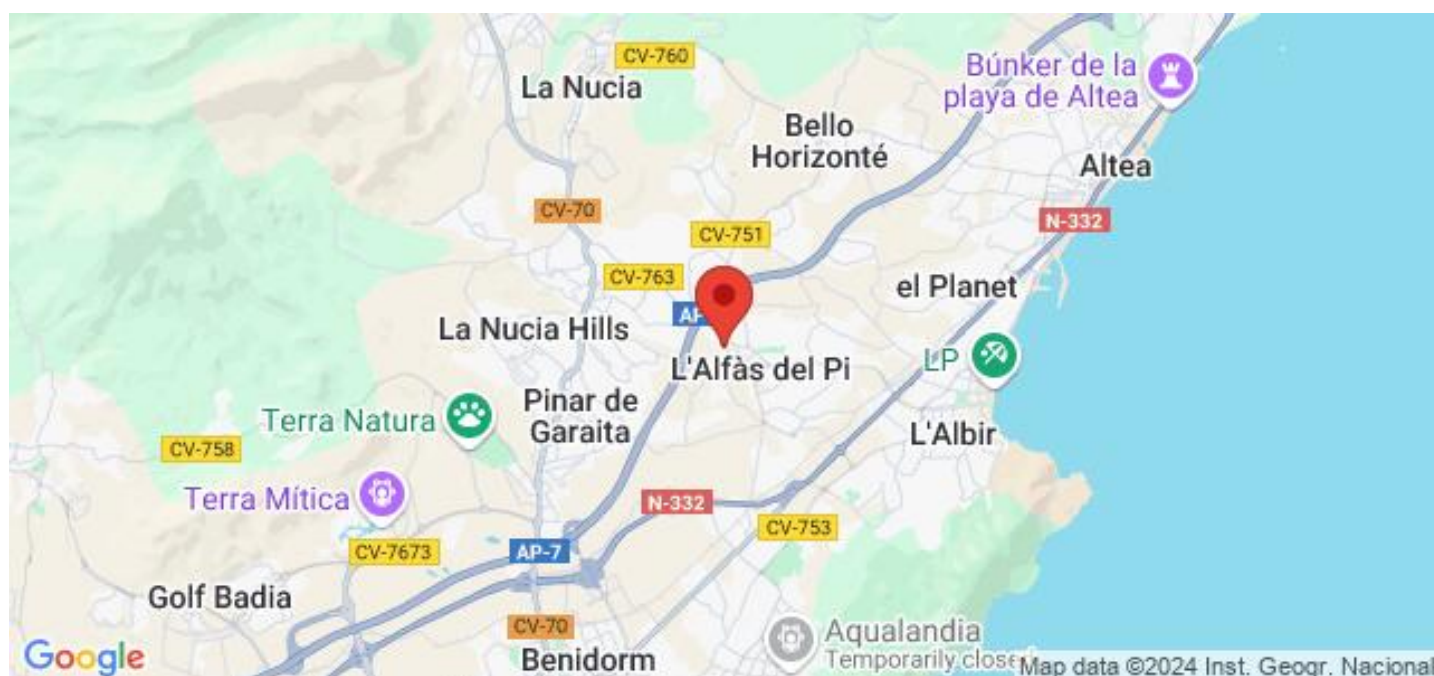 CV-760
La Nucia
Búnker de la
playa de Altea
Bello
Horizonté
Altea
CV-70
N-332
CV-751
CV-763
el Planet
La Nucia Hills
L'Alfàs del Pi
LP
Pinar de
Garaita
Terra Natura
L'Albir
CV-758
Terra Mítica
N-332
CV-753
CV-7673
AP-7
Golf Badia
CV-70
Aqualandia
Temporarily close
Benidorm
Google
Map data ©2024 Inst. Geogr. Nacional